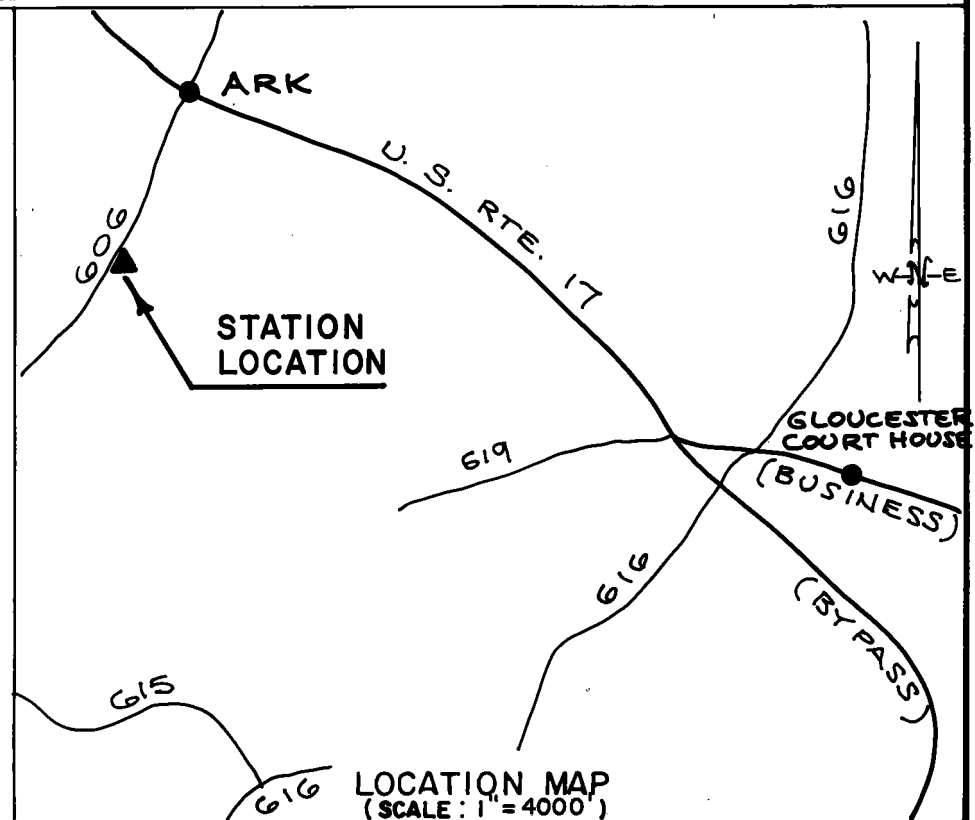 ARK
U. S. RTE. 17
616
606
W-N-E
STATION
LOCATION
GLOUCESTER
COURT HOUSE
619
(BUSINESS)
616
(BYPASS)
615
616
LOCATION MAP
(SCALE: 1"=4000')